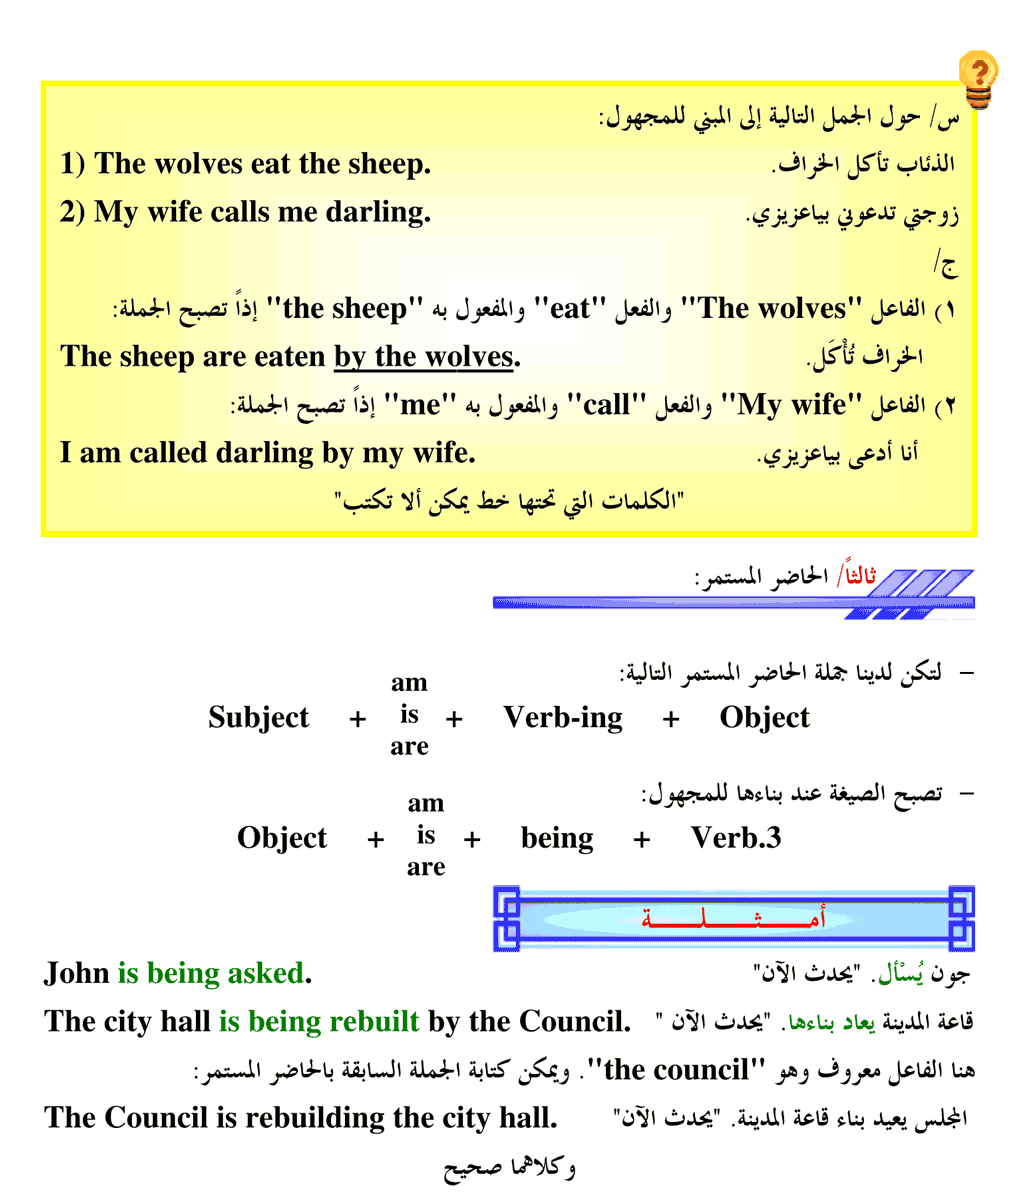 س/ حول الجمل التالية إلى المبني للمجهول:
1) The wolves eat the sheep. الذئاب تأكل الخراف.
2) My wife calls me darling. زوجتي تدعوني بياعزيزي.
ج/
١) الفاعل "The wolves" والفعل "eat" والمفعول به "the sheep" إذاً تصبح الجملة:
The sheep are eaten by the wolves. الخراف تُأْكَل.
٢) الفاعل "My wife" والفعل "call" والمفعول به "me" إذاً تصبح الجملة:
I am called darling by my wife. أنا أدعى بياعزيزي.
"الكلمات التي تحتها خط يمكن ألا تكتب"
ثالثاً/ الحاضر المستمر:
– لتكن لدينا جملة الحاضر المستمر التالية:
am
Subject + is + Verb-ing + Object
are
– تصبح الصيغة عند بناءها للمجهول:
am
Object + is + being + Verb.3
are
أمـــــثـــــلـــــة
John is being asked. جون يُسْأل. "يحدث الآن"
The city hall is being rebuilt by the Council. قاعة المدينة يعاد بناءها. "يحدث الآن "
هنا الفاعل معروف وهو "the council". ويمكن كتابة الجملة السابقة بالحاضر المستمر:
The Council is rebuilding the city hall. المجلس يعيد بناء قاعة المدينة. "يحدث الآن"
وكلاهما صحيح